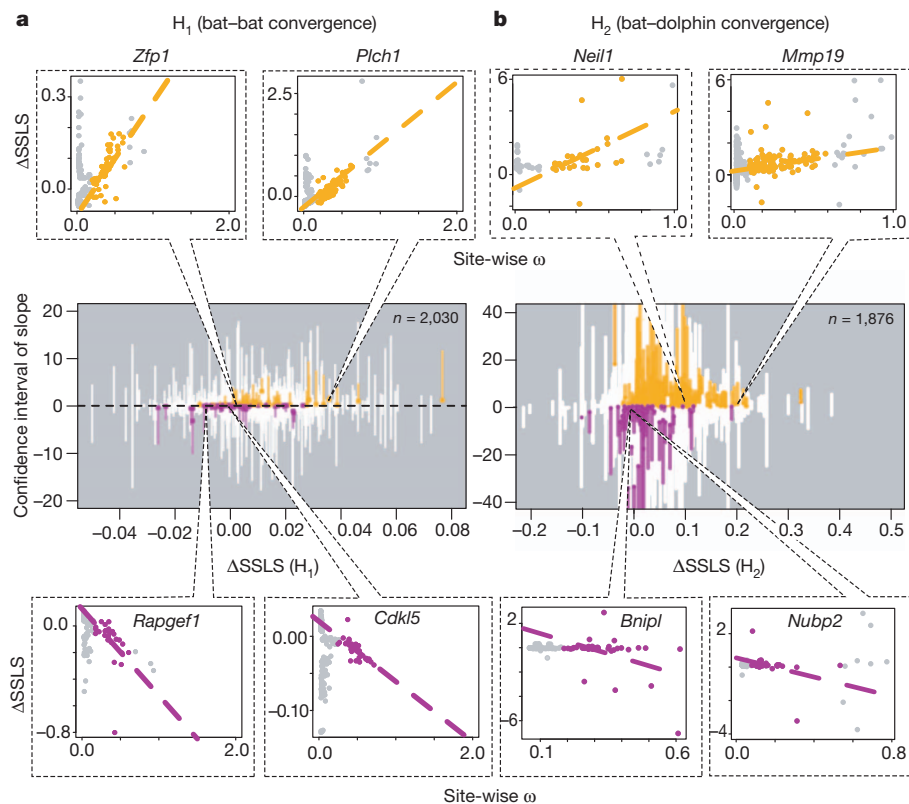 a
H1 (bat–bat convergence)
b
H2 (bat–dolphin convergence)
Zfp1
Plch1
Neil1
Mmp19
ΔSSLS
0.3
0.0
0.0
2.0
2.5
0.0
0.0
2.0
6
0
0.0
1.0
6
0
0.0
1.0
Site-wise ω
Confidence interval of slope
20
10
0
−10
−20
n = 2,030
−0.04
−0.02
0.00
0.02
0.04
0.06
0.08
ΔSSLS (H1)
40
20
0
−20
−40
n = 1,876
−0.2
−0.1
0.0
0.1
0.2
0.3
0.4
0.5
ΔSSLS (H2)
ΔSSLS
Rapgef1
0.0
−0.8
0.0
2.0
Cdkl5
0.00
−0.10
0.0
2.0
Bnipl
2
−6
0.1
0.6
Nubp2
2
−4
0.0
0.8
Site-wise ω